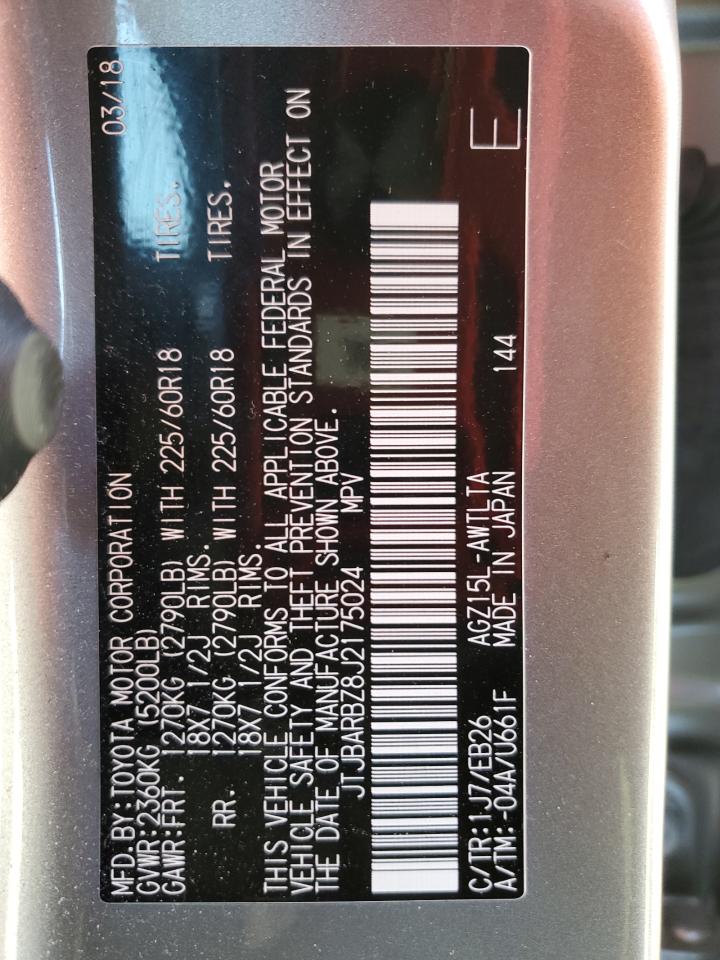 MFD.BY:TOYOTA MOTOR CORPORATION 03/18
GVWR:2360KG (5200LB)
GAWR:FRT. 1270KG (2790LB) WITH 225/60R18 TIRES.
18X7 1/2J RIMS.
RR. 1270KG (2790LB) WITH 225/60R18 TIRES.
18X7 1/2J RIMS.
THIS VEHICLE CONFORMS TO ALL APPLICABLE FEDERAL MOTOR
VEHICLE SAFETY AND THEFT PREVENTION STANDARDS IN EFFECT ON
THE DATE OF MANUFACTURE SHOWN ABOVE.
JTJBARBZ8J2175024 MPV
C/TR:1J7/EB26 AGZ15L-AWTLTA E
A/TM:-04A/U661F MADE IN JAPAN 144